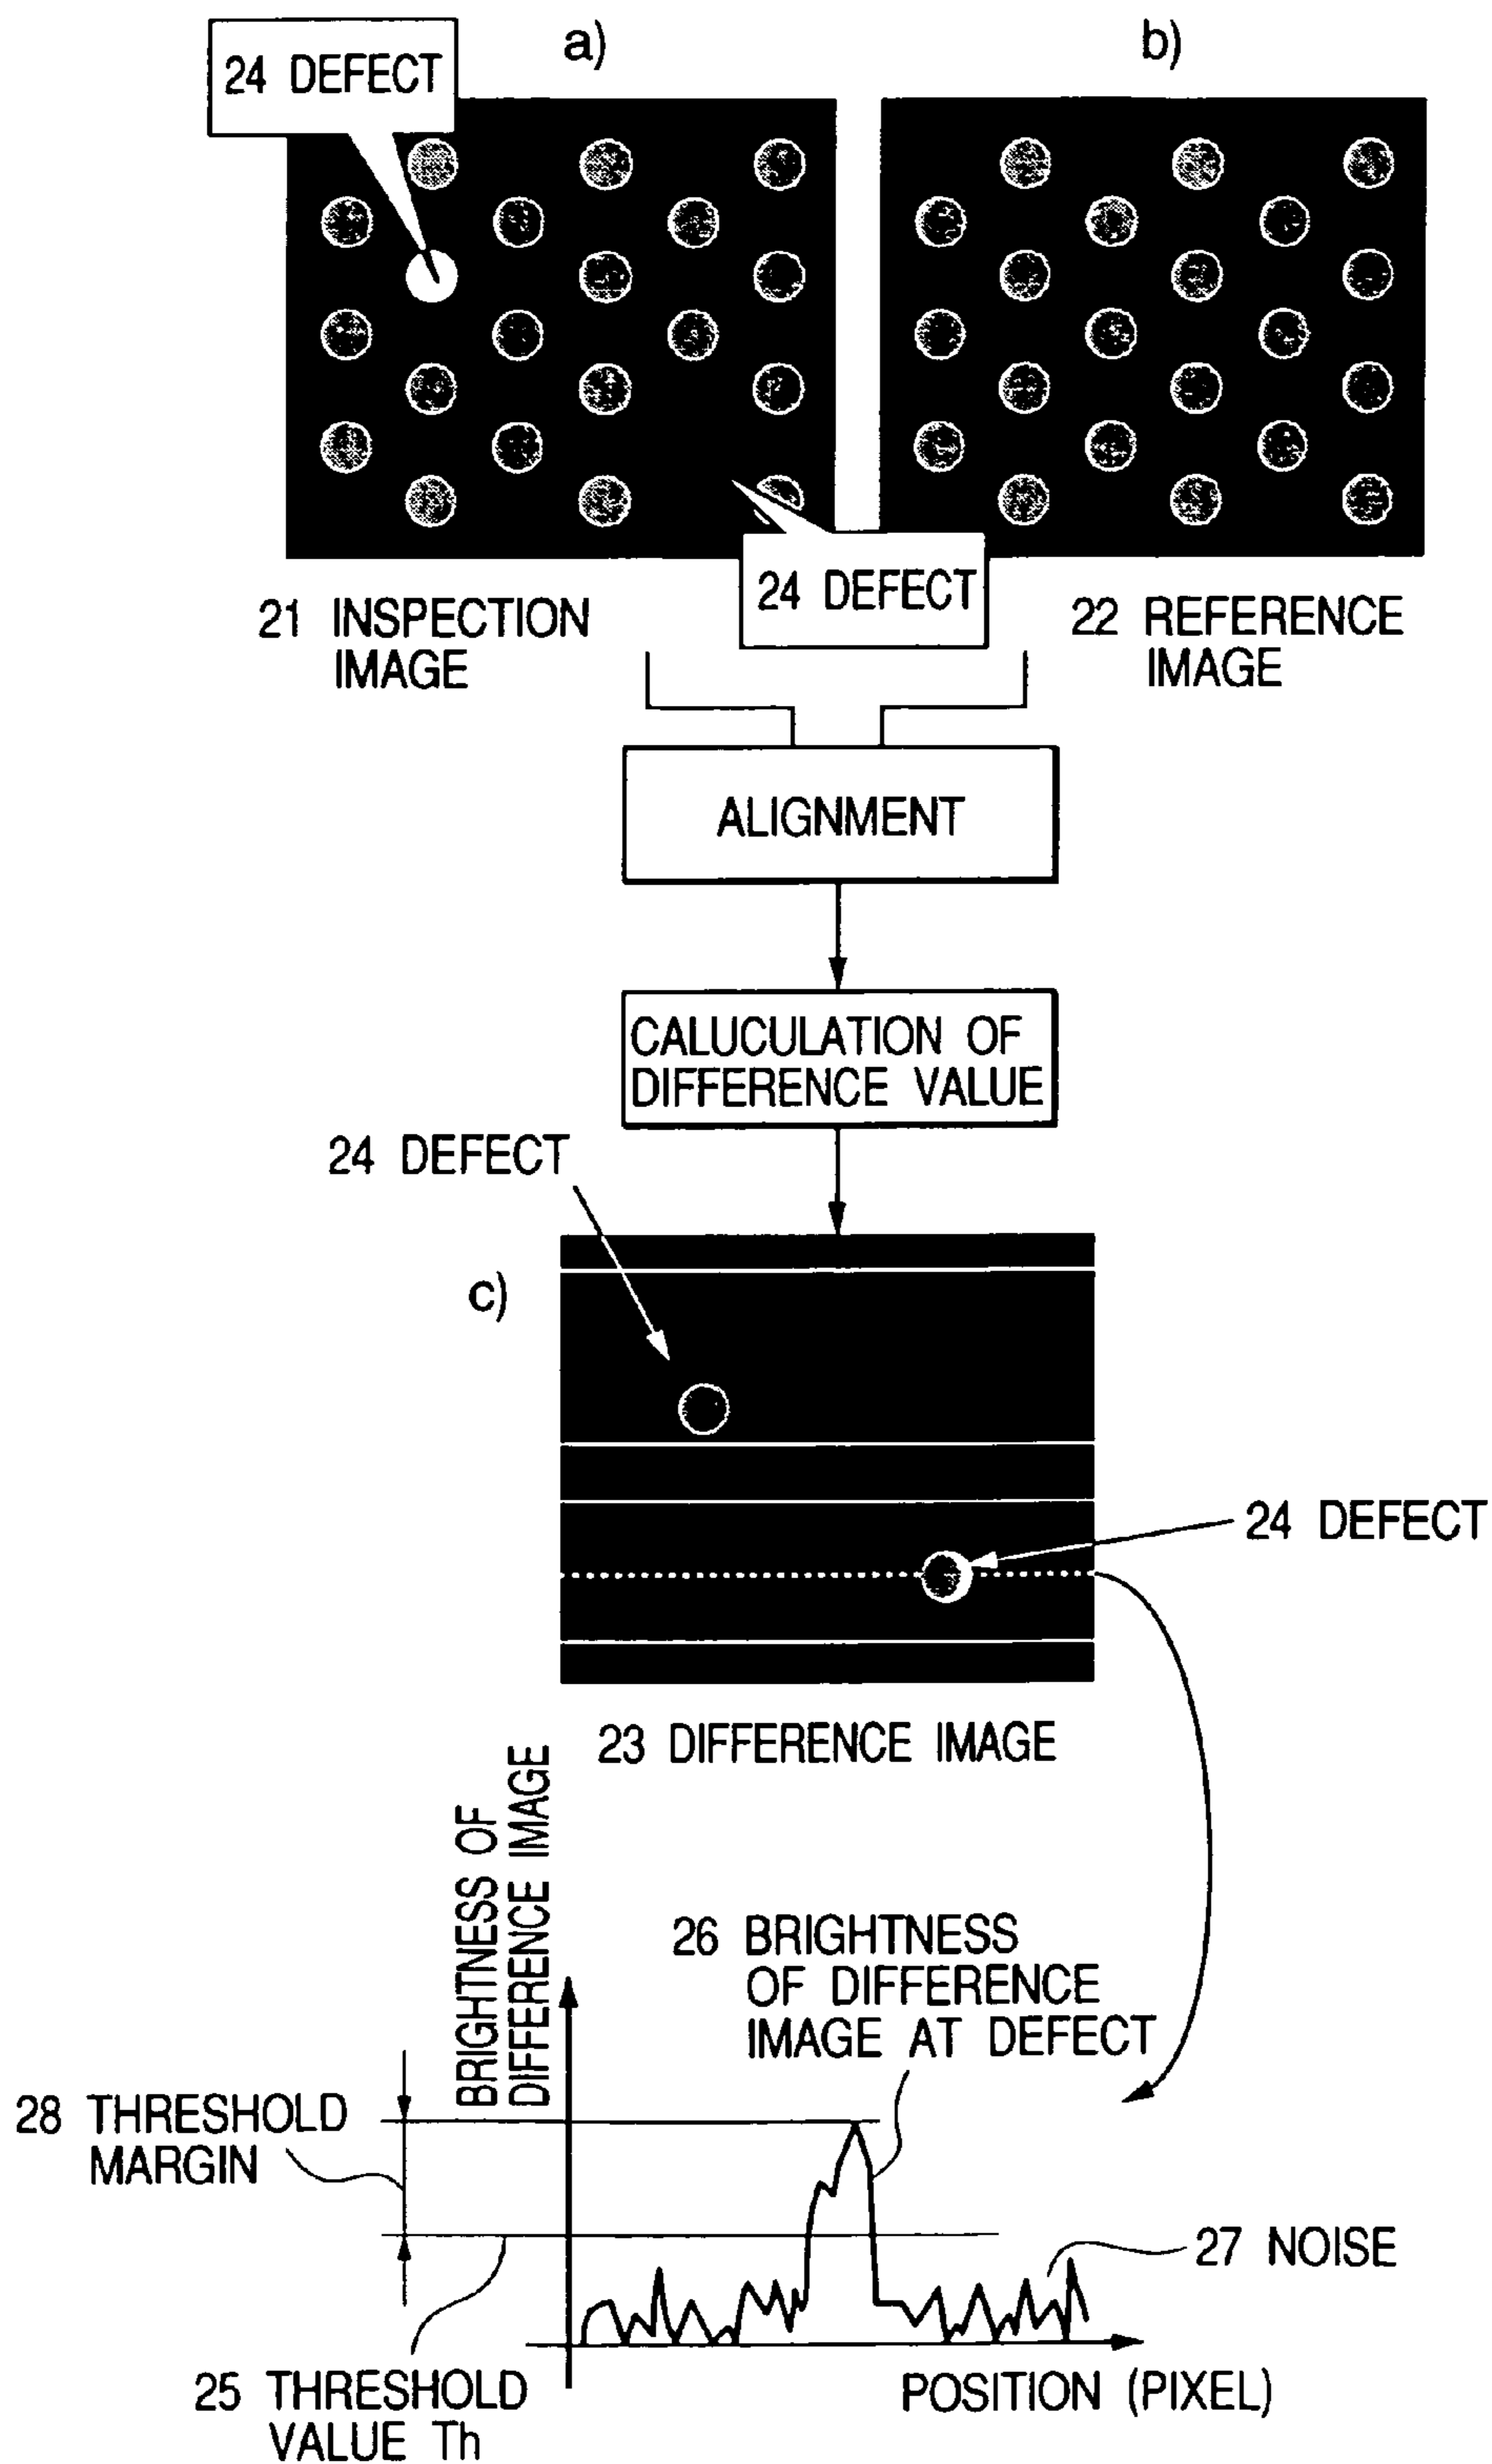 a)
b)
24 DEFECT
24 DEFECT
21 INSPECTION
IMAGE
22 REFERENCE
IMAGE
ALIGNMENT
CALUCULATION OF
DIFFERENCE VALUE
24 DEFECT
c)
24 DEFECT
23 DIFFERENCE IMAGE
BRIGHTNESS OF
DIFFERENCE IMAGE
26 BRIGHTNESS
OF DIFFERENCE
IMAGE AT DEFECT
28 THRESHOLD
MARGIN
27 NOISE
25 THRESHOLD
VALUE Th
POSITION (PIXEL)